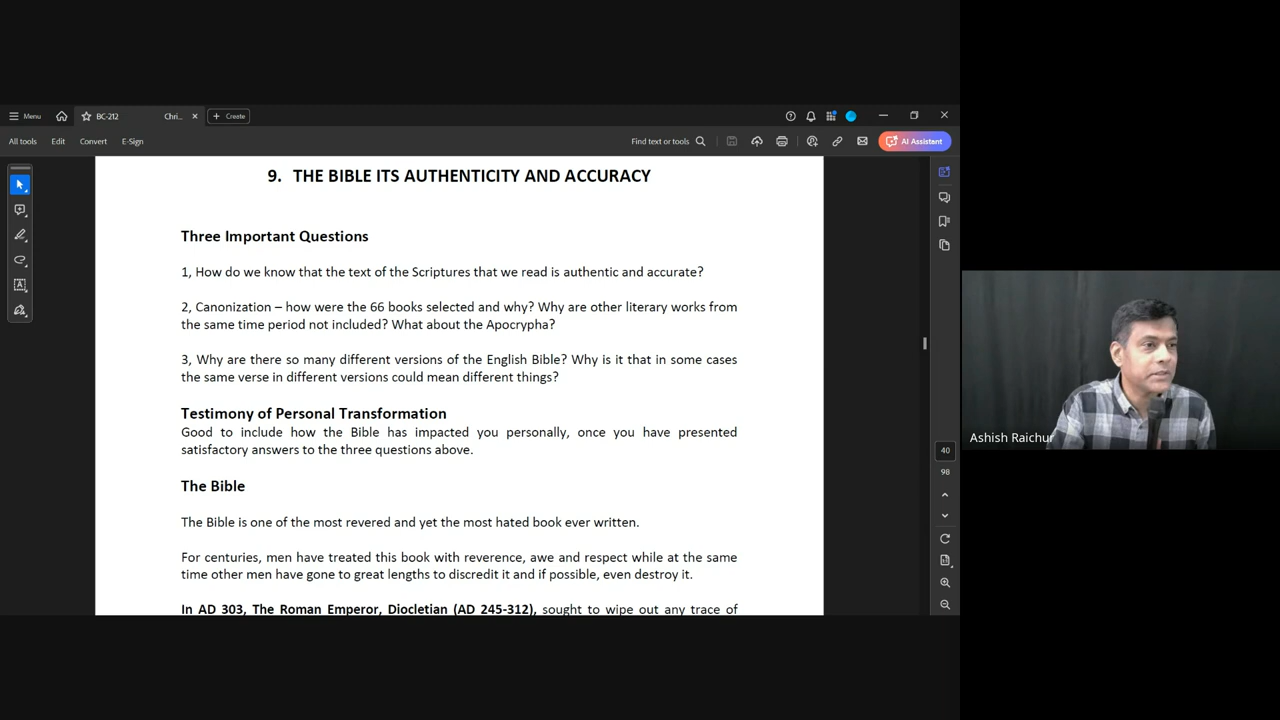 Menu
BC-212 Chri...
Create
All tools
Edit
Convert
E-Sign
Find text or tools
AI Assistant
9. THE BIBLE ITS AUTHENTICITY AND ACCURACY
Three Important Questions
1, How do we know that the text of the Scriptures that we read is authentic and accurate?
2, Canonization – how were the 66 books selected and why? Why are other literary works from
the same time period not included? What about the Apocrypha?
3, Why are there so many different versions of the English Bible? Why is it that in some cases
the same verse in different versions could mean different things?
Testimony of Personal Transformation
Good to include how the Bible has impacted you personally, once you have presented
satisfactory answers to the three questions above.
The Bible
The Bible is one of the most revered and yet the most hated book ever written.
For centuries, men have treated this book with reverence, awe and respect while at the same
time other men have gone to great lengths to discredit it and if possible, even destroy it.
In AD 303, The Roman Emperor, Diocletian (AD 245-312), sought to wipe out any trace of
40
98
Ashish Raichur